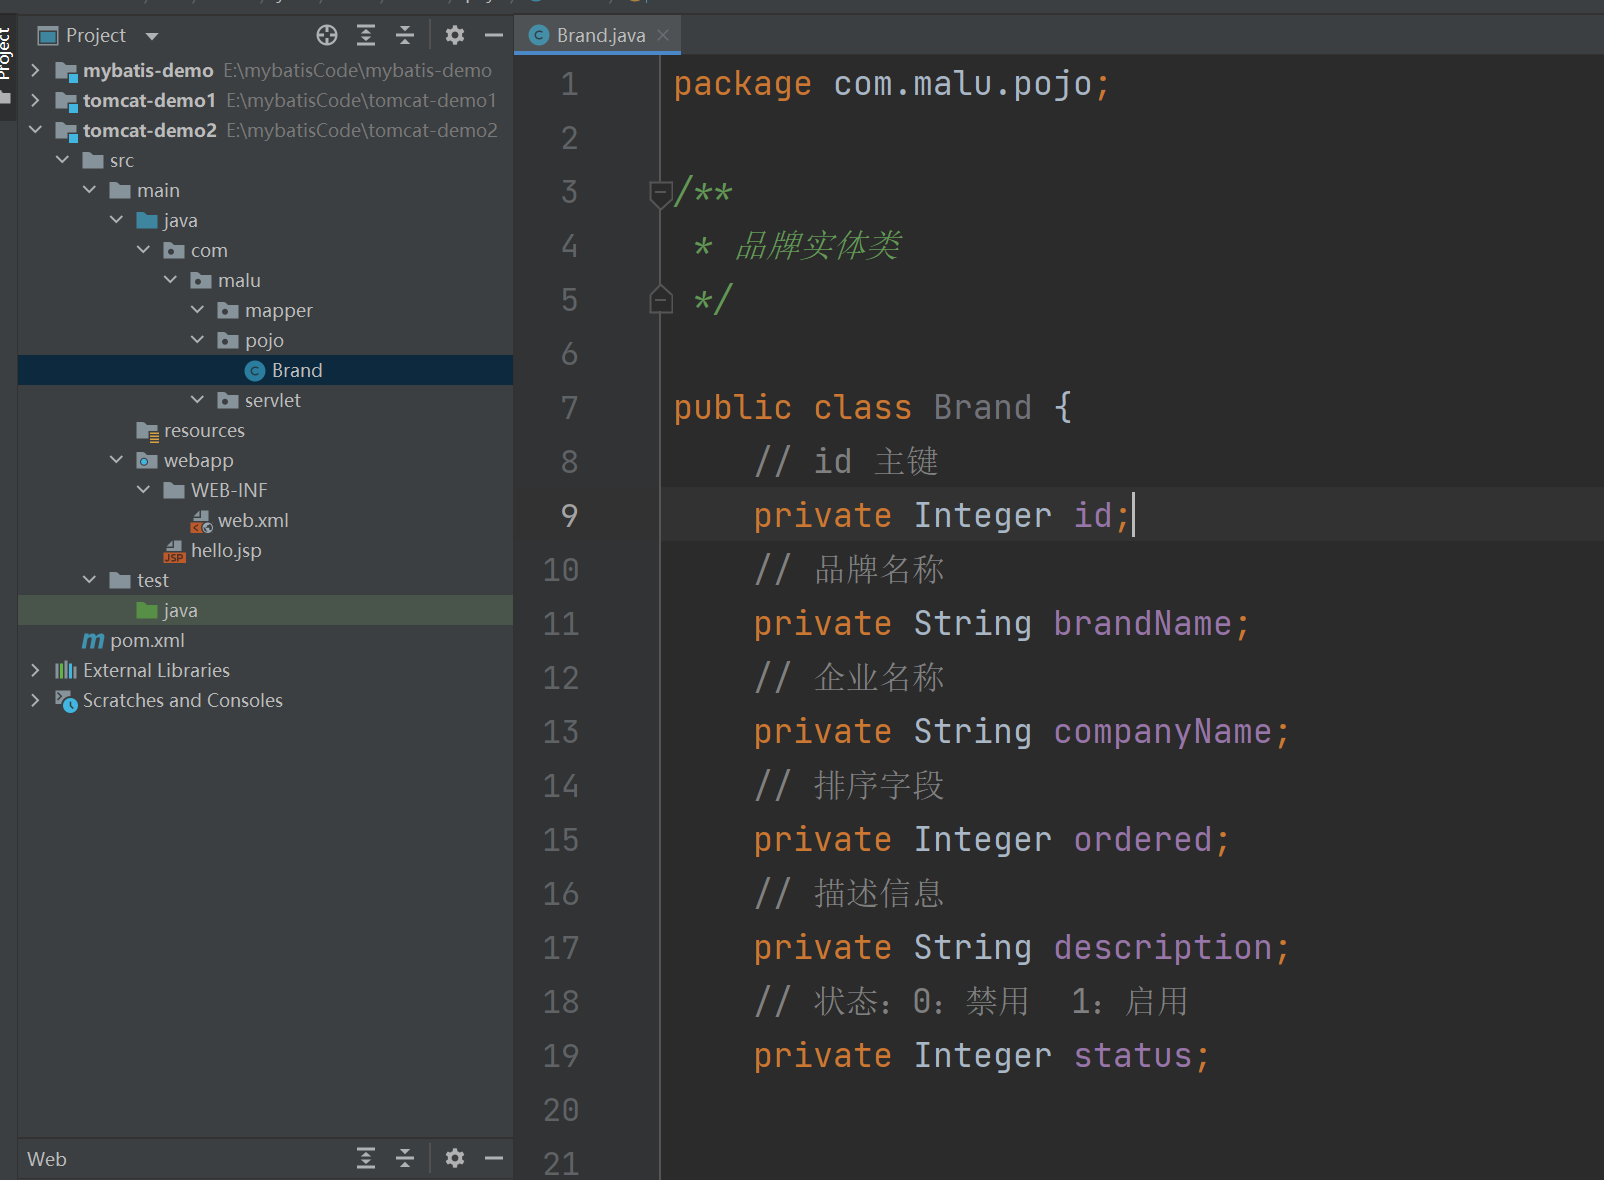 Project
Project
mybatis-demo E:\mybatisCode\mybatis-demo
tomcat-demo1 E:\mybatisCode\tomcat-demo1
tomcat-demo2 E:\mybatisCode\tomcat-demo2
src
main
java
com
malu
mapper
pojo
Brand
servlet
resources
webapp
WEB-INF
web.xml
hello.jsp
test
java
pom.xml
External Libraries
Scratches and Consoles
Web
Brand.java
1 package com.malu.pojo;
2
3 /**
4 * 品牌实体类
5 */
6
7 public class Brand {
8 // id 主键
9 private Integer id;
10 // 品牌名称
11 private String brandName;
12 // 企业名称
13 private String companyName;
14 // 排序字段
15 private Integer ordered;
16 // 描述信息
17 private String description;
18 // 状态：0：禁用  1：启用
19 private Integer status;
20
21